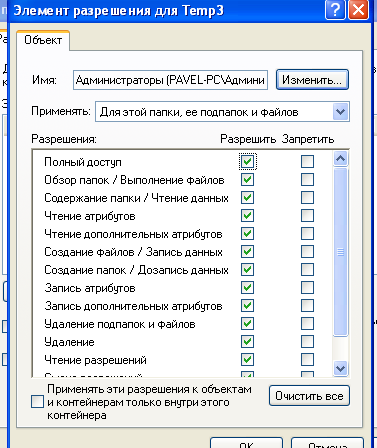 Элемент разрешения для Temp3
Объект
Имя: Администраторы (PAVEL-PC\Админи Изменить...
Применять: Для этой папки, ее подпапок и файлов
Разрешения: Разрешить Запретить
Полный доступ
Обзор папок / Выполнение файлов
Содержание папки / Чтение данных
Чтение атрибутов
Чтение дополнительных атрибутов
Создание файлов / Запись данных
Создание папок / Дозапись данных
Запись атрибутов
Запись дополнительных атрибутов
Удаление подпапок и файлов
Удаление
Чтение разрешений
Применять эти разрешения к объектам
и контейнерам только внутри этого
контейнера
Очистить все
ОК Отмена